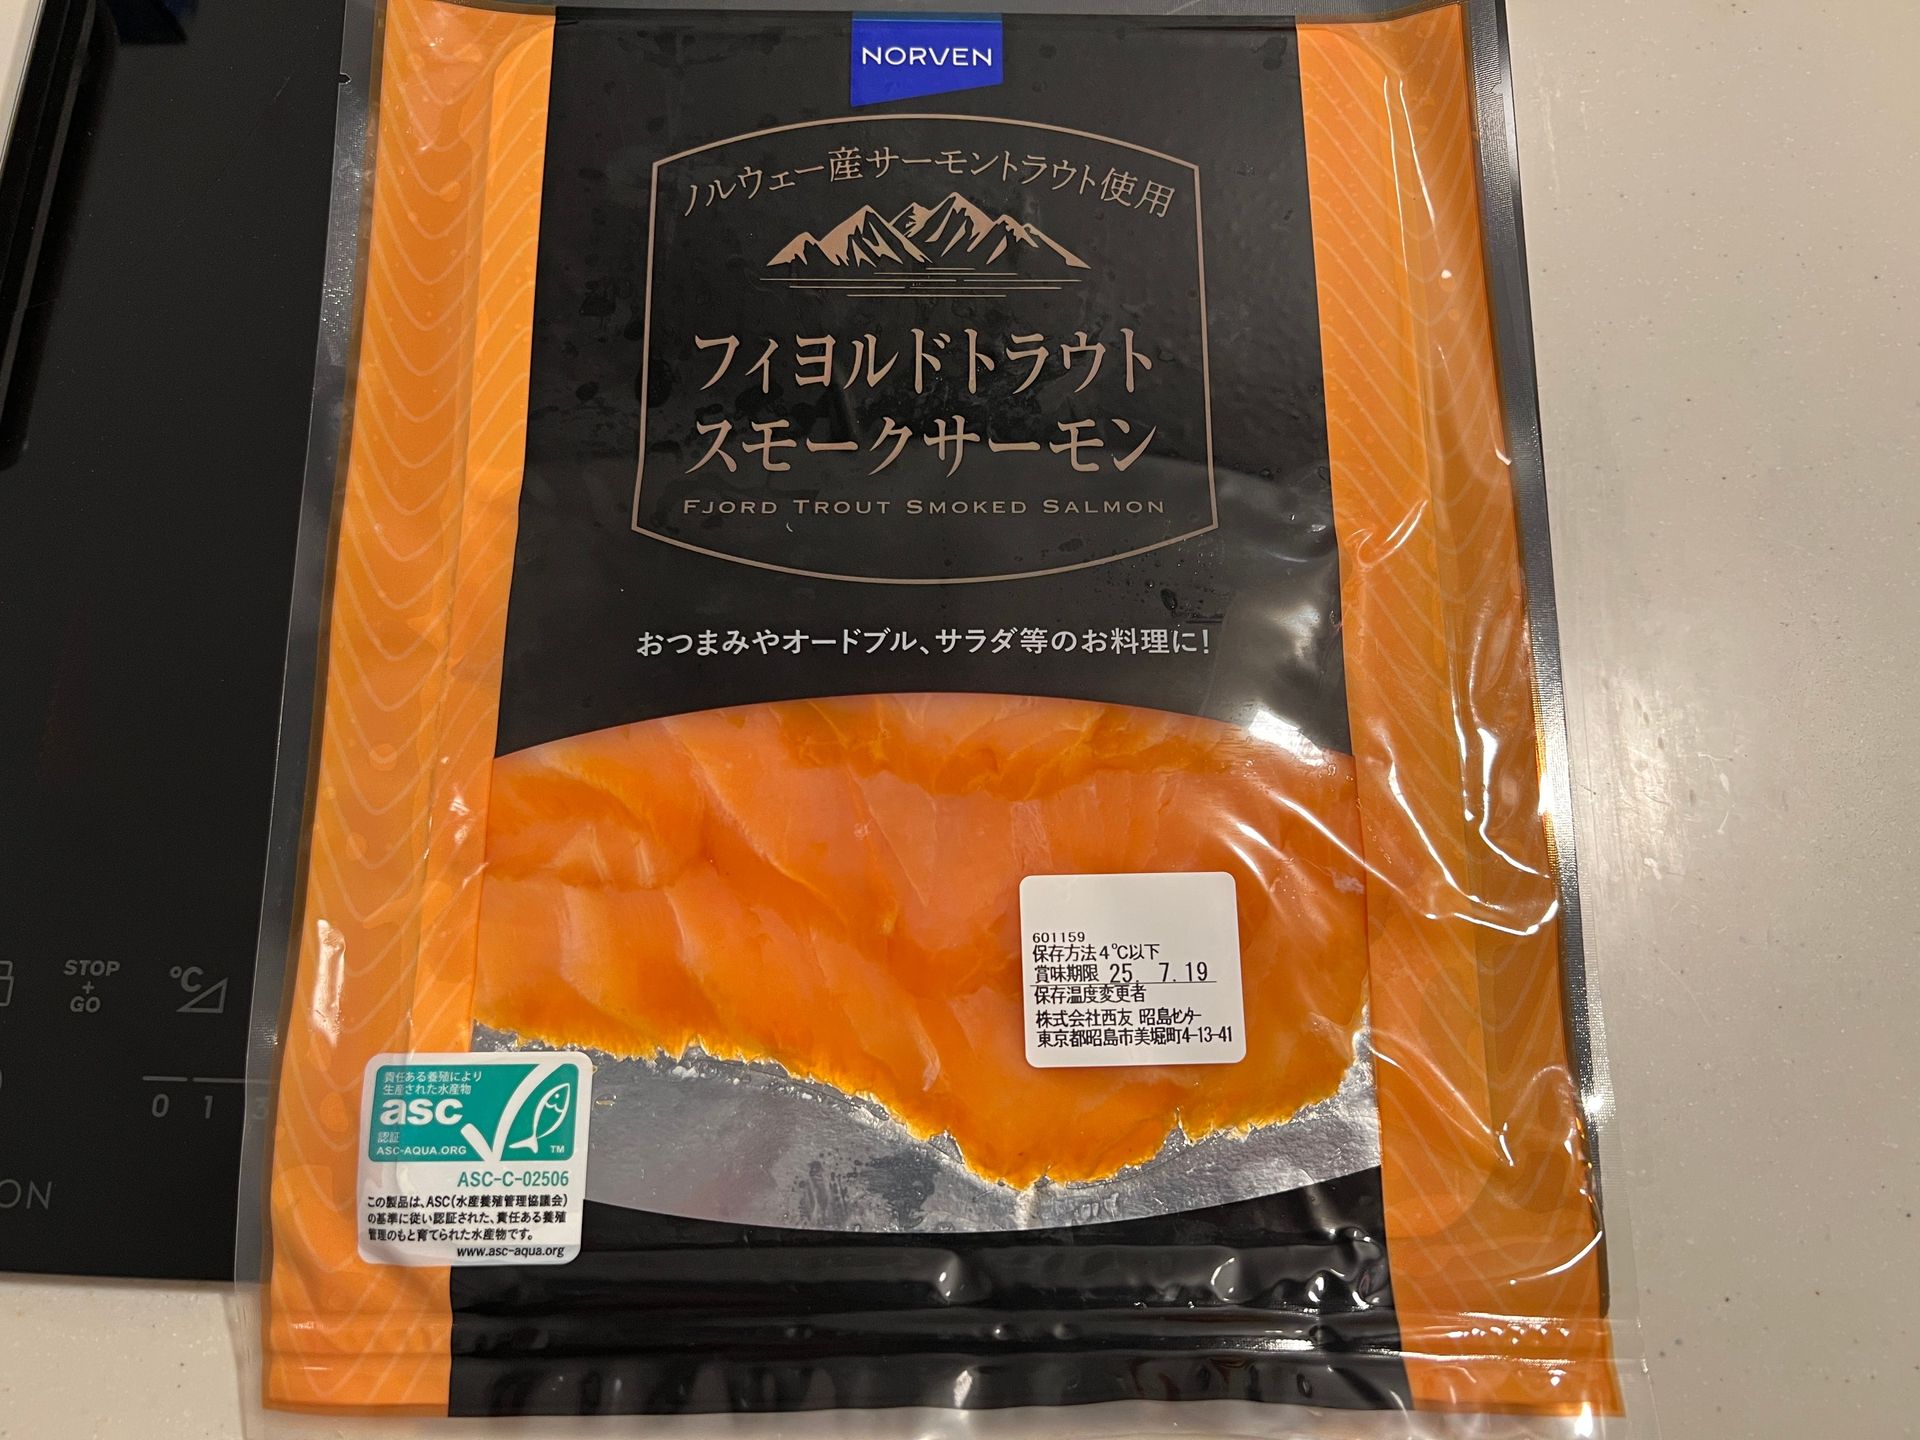 NORVEN
ノルウェー産サーモントラウト使用
フィヨルドトラウト
スモークサーモン
FJORD TROUT SMOKED SALMON
おつまみやオードブル、サラダ等のお料理に!
601159
保存方法4℃以下
賞味期限 25. 7.19
保存温度変更者
株式会社西友 昭島センター
東京都昭島市美堀町4-13-41
責任ある養殖により
生産された水産物
asc
認証
ASC-AQUA.ORG
TM
ASC-C-02506
この製品は、ASC(水産養殖管理協議会)
の基準に従い認証された、責任ある養殖
管理のもと育てられた水産物です。
www.asc-aqua.org
STOP
+
GO
℃
0 1 3
ON